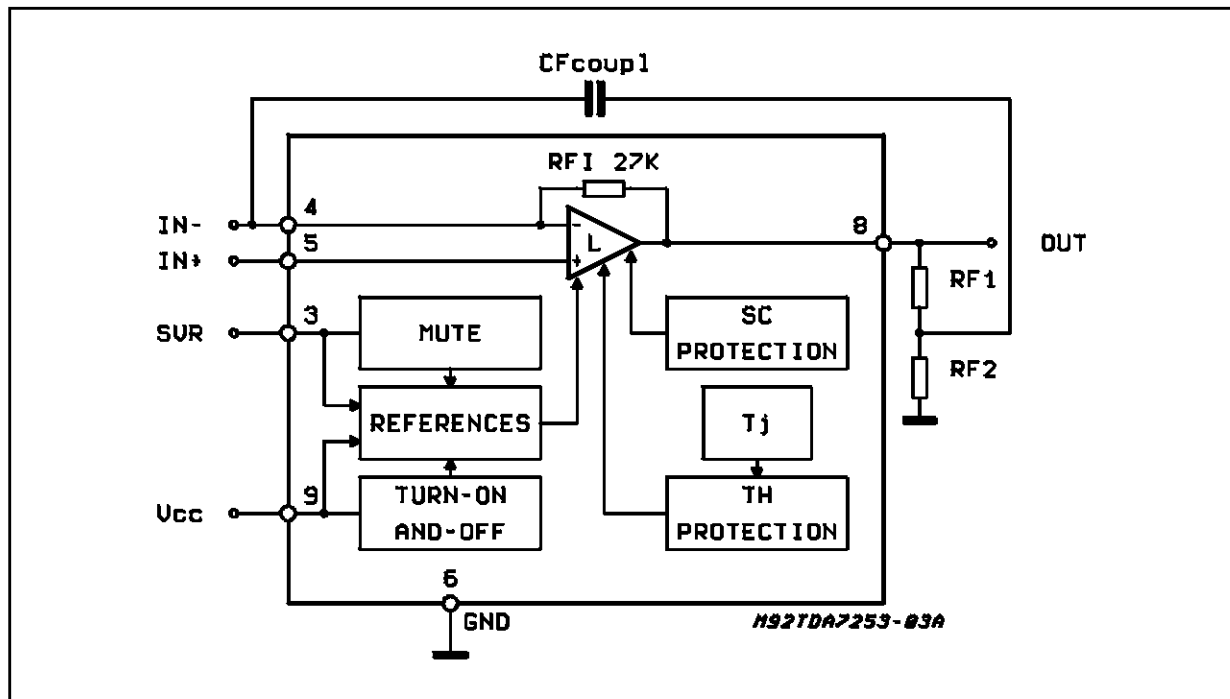 CFcoupl
RFI 27K
IN-
4
IN+
5
L
-
+
8
OUT
RF1
SVR
3
MUTE
SC
PROTECTION
RF2
REFERENCES
Tj
Vcc
9
TURN-ON
AND-OFF
TH
PROTECTION
6
GND
M92TDA7253-03A